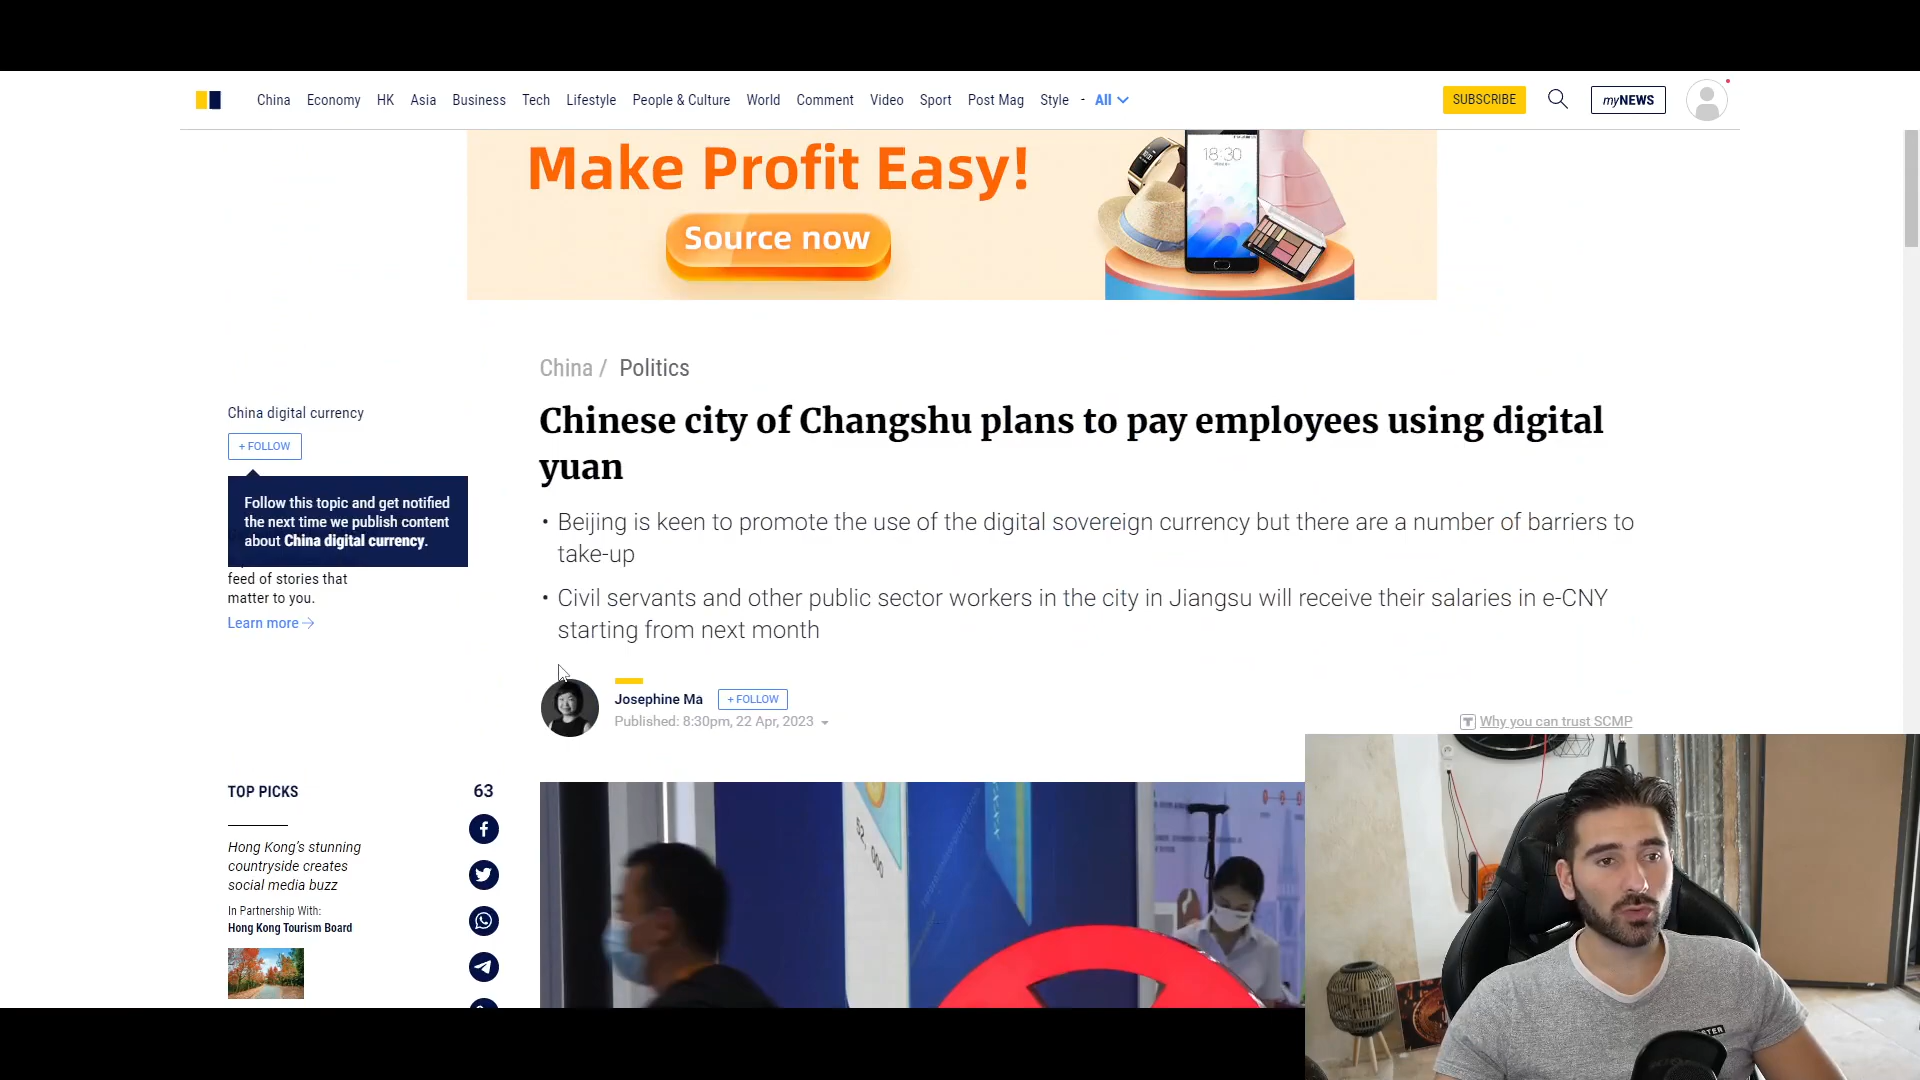 China Economy HK Asia Business Tech Lifestyle People & Culture World Comment Video Sport Post Mag Style - All
SUBSCRIBE
myNEWS
Make Profit Easy!
18:30
Source now
China / Politics
Chinese city of Changshu plans to pay employees using digital
yuan
• Beijing is keen to promote the use of the digital sovereign currency but there are a number of barriers to
take-up
• Civil servants and other public sector workers in the city in Jiangsu will receive their salaries in e-CNY
starting from next month
China digital currency
+ FOLLOW
Follow this topic and get notified
the next time we publish content
about China digital currency.
feed of stories that
matter to you.
Learn more
Josephine Ma + FOLLOW
Published: 8:30pm, 22 Apr, 2023
Why you can trust SCMP
TOP PICKS
63
Hong Kong's stunning
countryside creates
social media buzz
In Partnership With:
Hong Kong Tourism Board